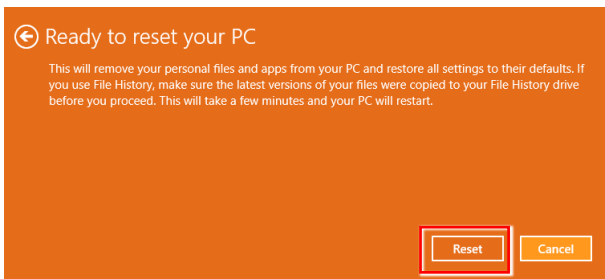 Ready to reset your PC
This will remove your personal files and apps from your PC and restore all settings to their defaults. If
you use File History, make sure the latest versions of your files were copied to your File History drive
before you proceed. This will take a few minutes and your PC will restart.
Reset
Cancel